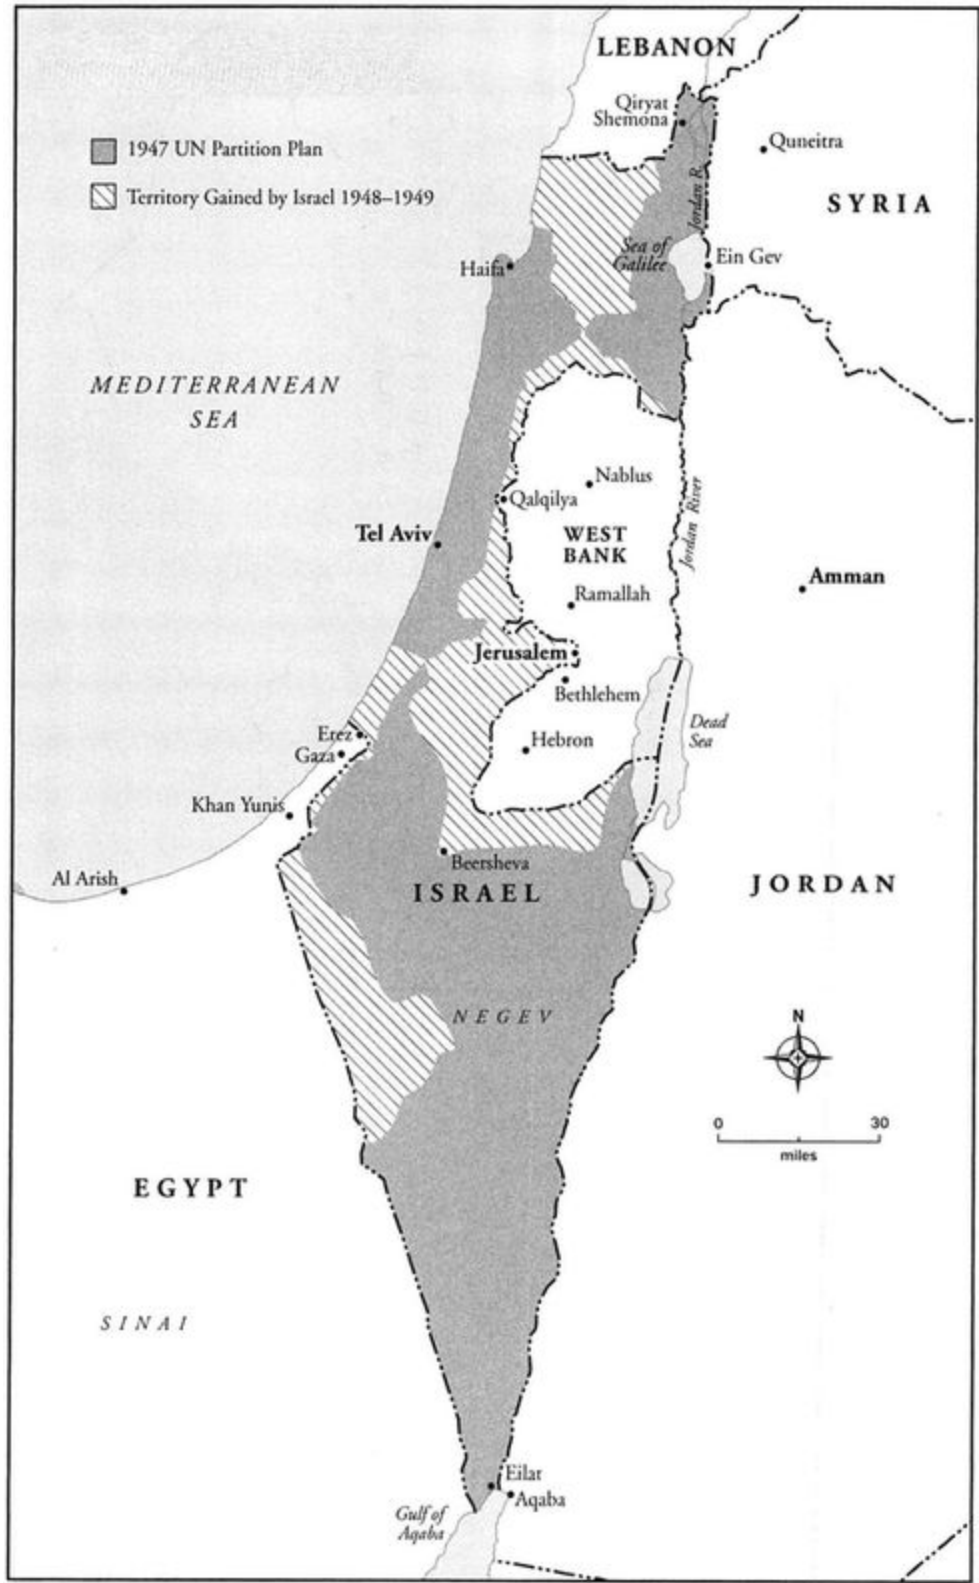 LEBANON
Qiryat
Shemona
Quneitra
1947 UN Partition Plan
Territory Gained by Israel 1948–1949
Jordan R.
SYRIA
Sea of
Galilee
Ein Gev
Haifa
MEDITERRANEAN
SEA
Nablus
Qalqilya
Tel Aviv
WEST
BANK
Jordan River
Amman
Ramallah
Jerusalem
Bethlehem
Dead
Sea
Erez
Gaza
Hebron
Khan Yunis
Beersheva
Al Arish
ISRAEL
JORDAN
NEGEV
N
0 30
miles
EGYPT
SINAI
Eilat
Aqaba
Gulf of
Aqaba